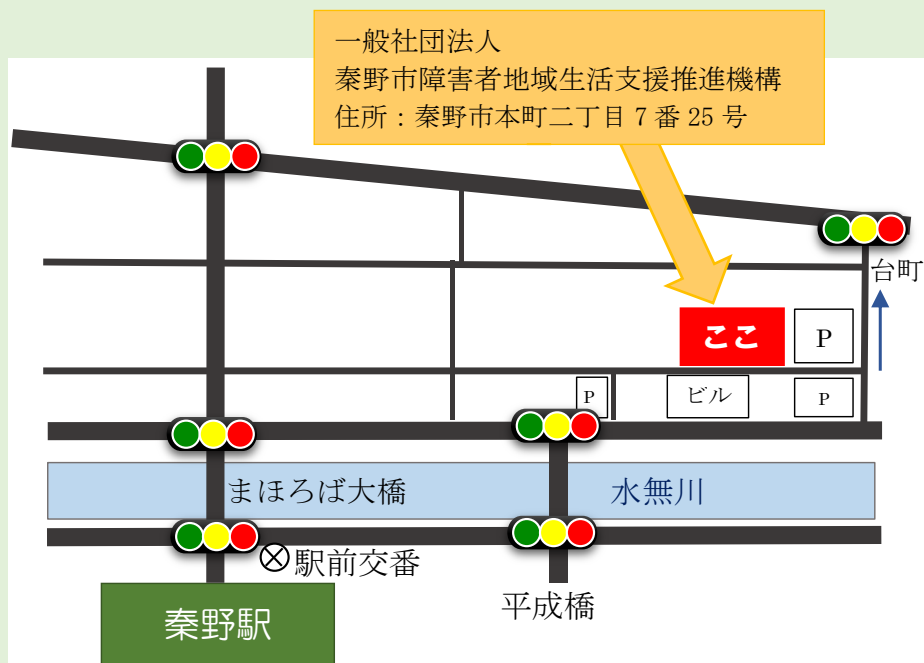 一般社団法人
秦野市障害者地域生活支援推進機構
住所：秦野市本町二丁目7番25号
台町
ここ
P
P
ビル
P
まほろば大橋
水無川
駅前交番
平成橋
秦野駅